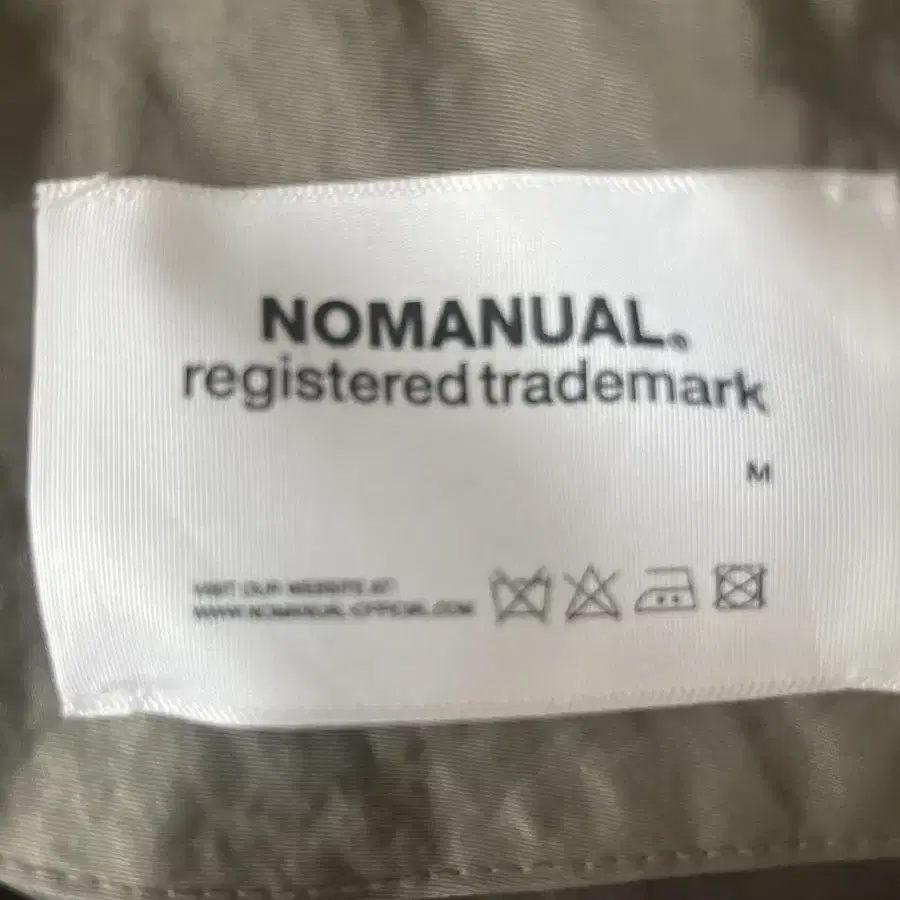 NOMANUAL®
registered trademark
M
VISIT OUR WEBSITE AT:
WWW.NOMANUAL-OFFICIAL.COM